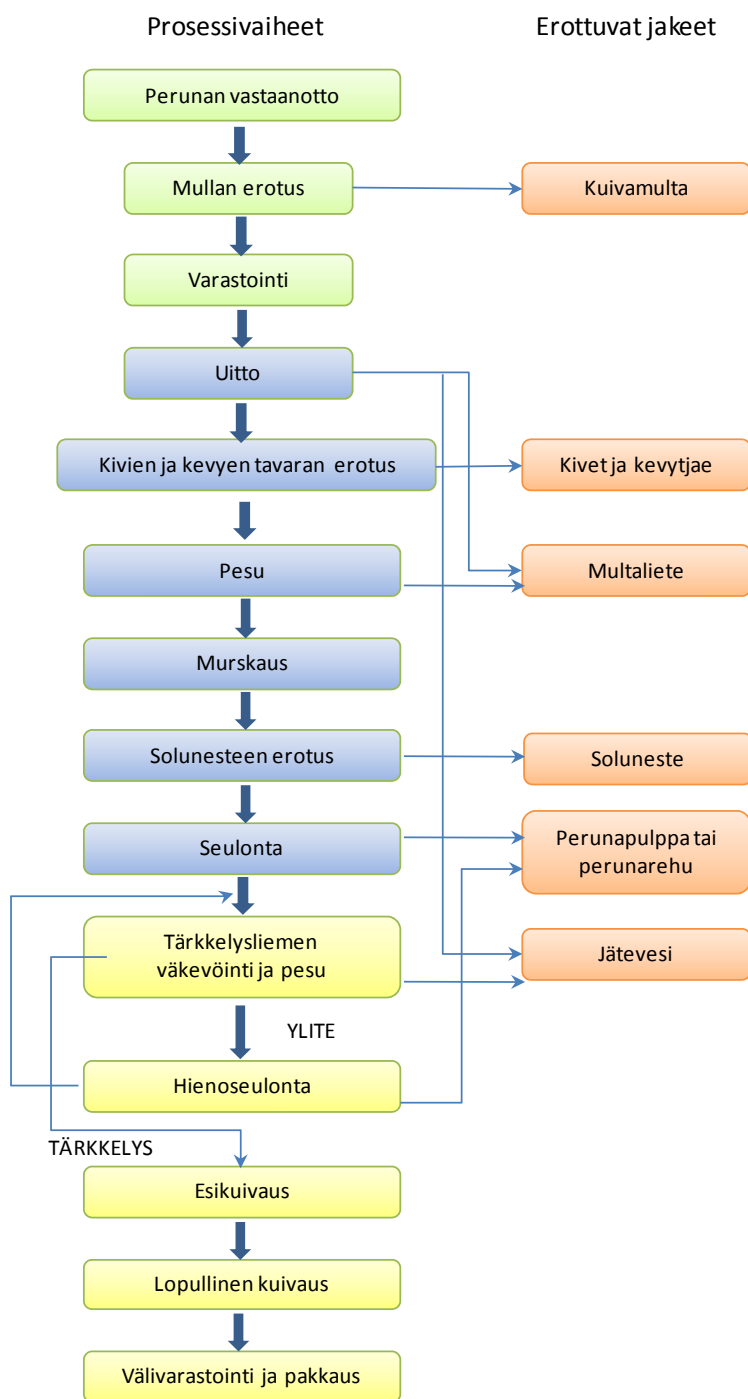 Prosessivaiheet
Erottuvat jakeet
Perunan vastaanotto
Mullan erotus
Kuivamulta
Varastointi
Uitto
Kivien ja kevyen tavaran erotus
Kivet ja kevytjae
Pesu
Multaliete
Murskaus
Solunesteen erotus
Soluneste
Seulonta
Perunapulppa tai
perunarehu
Tärkkelysliemen
väkevöinti ja pesu
Jätevesi
YLITE
Hienoseulonta
TÄRKKELYS
Esikuivaus
Lopullinen kuivaus
Välivarastointi ja pakkaus